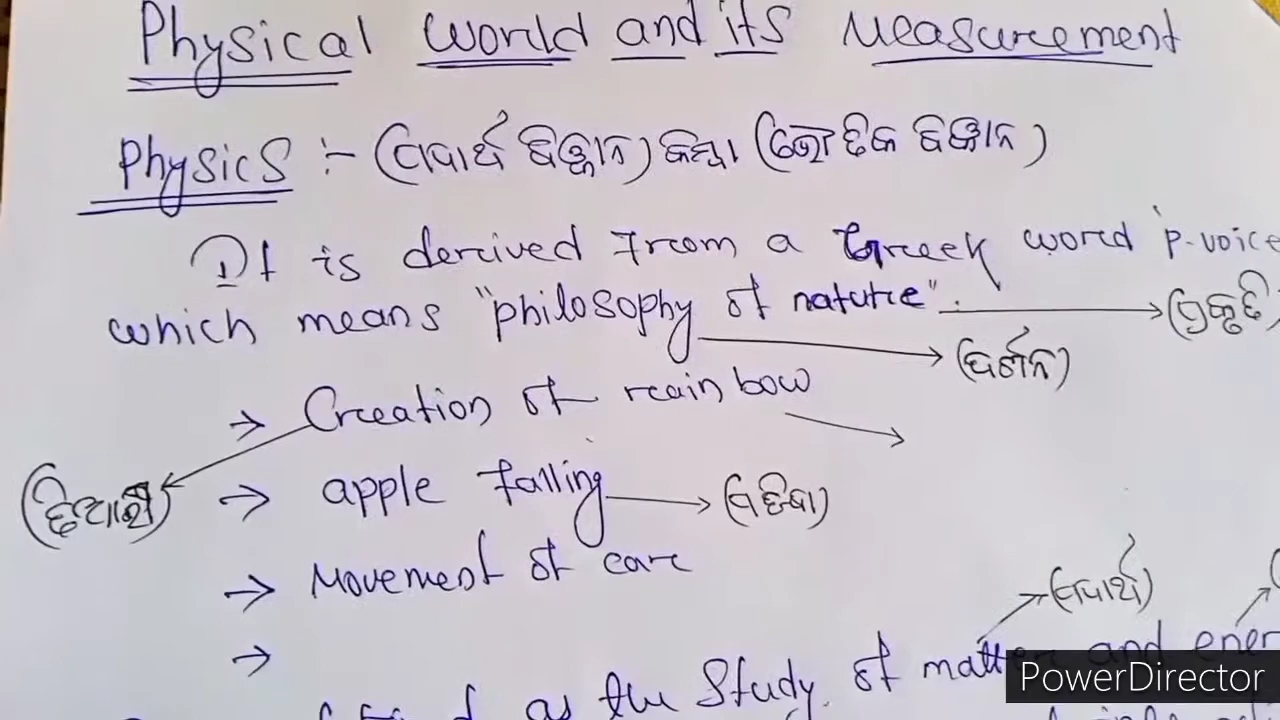 Physical world and its Measurement
Physics :- (ପଦାର୍ଥ ବିଜ୍ଞାନ) କିମ୍ବା (ଭୌତିକ ବିଜ୍ଞାନ)
It is derived from a Greek word p-voice
which means "philosophy of nature". (ପ୍ରକୃତି)
(ଦର୍ଶନ)
→ Creation of rainbow
(ତିଆରି)
→ apple falling → (ପଡିବା)
→ Movement of car
→
(ପଦାର୍ଥ)
as the Study of matter and ener
PowerDirector